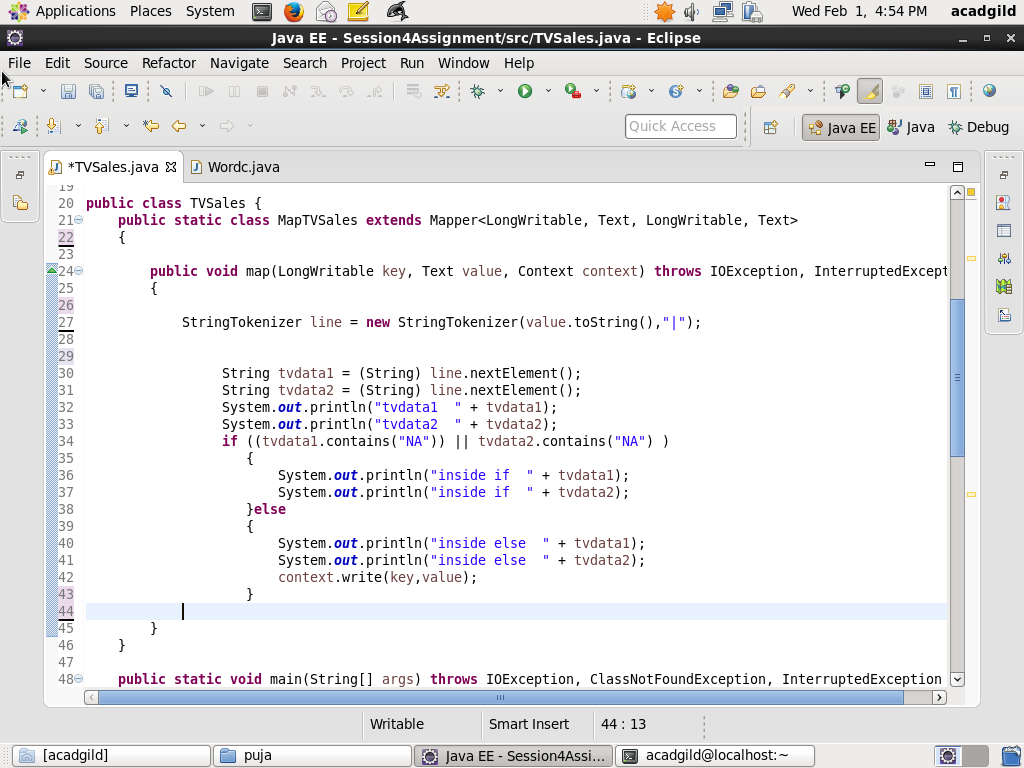 Applications Places System Wed Feb 1, 4:54 PM acadgild
Java EE - Session4Assignment/src/TVSales.java - Eclipse
File Edit Source Refactor Navigate Search Project Run Window Help
Quick Access Java EE Java Debug
*TVSales.java Wordc.java
19
20 public class TVSales {
21 public static class MapTVSales extends Mapper<LongWritable, Text, LongWritable, Text>
22 {
23
24 public void map(LongWritable key, Text value, Context context) throws IOException, InterruptedExcept
25 {
26
27 StringTokenizer line = new StringTokenizer(value.toString(),"|");
28
29
30 String tvdata1 = (String) line.nextElement();
31 String tvdata2 = (String) line.nextElement();
32 System.out.println("tvdata1  " + tvdata1);
33 System.out.println("tvdata2  " + tvdata2);
34 if ((tvdata1.contains("NA")) || tvdata2.contains("NA") )
35 {
36 System.out.println("inside if  " + tvdata1);
37 System.out.println("inside if  " + tvdata2);
38 }else
39 {
40 System.out.println("inside else  " + tvdata1);
41 System.out.println("inside else  " + tvdata2);
42 context.write(key,value);
43 }
44
45 }
46 }
47
48 public static void main(String[] args) throws IOException, ClassNotFoundException, InterruptedException
Writable Smart Insert 44 : 13
[acadgild] puja Java EE - Session4Assi... acadgild@localhost:~